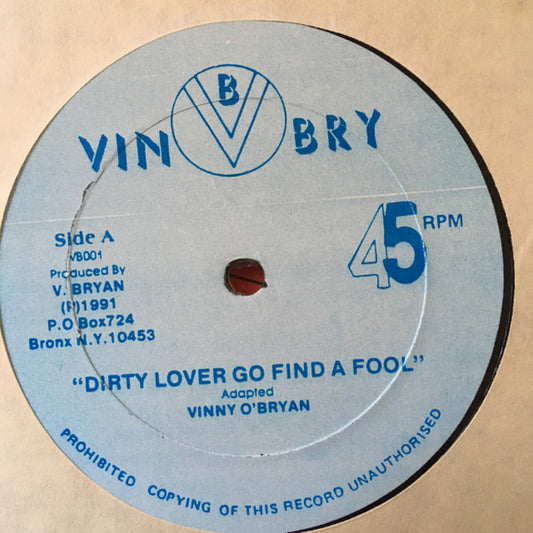 VIN B BRY
45 RPM
Side A
VB001
Produced By
V. BRYAN
(P)1991
P.O Box724
Bronx N.Y.10453
"DIRTY LOVER GO FIND A FOOL"
Adapted
VINNY O'BRYAN
PROHIBITED COPYING OF THIS RECORD UNAUTHORISED